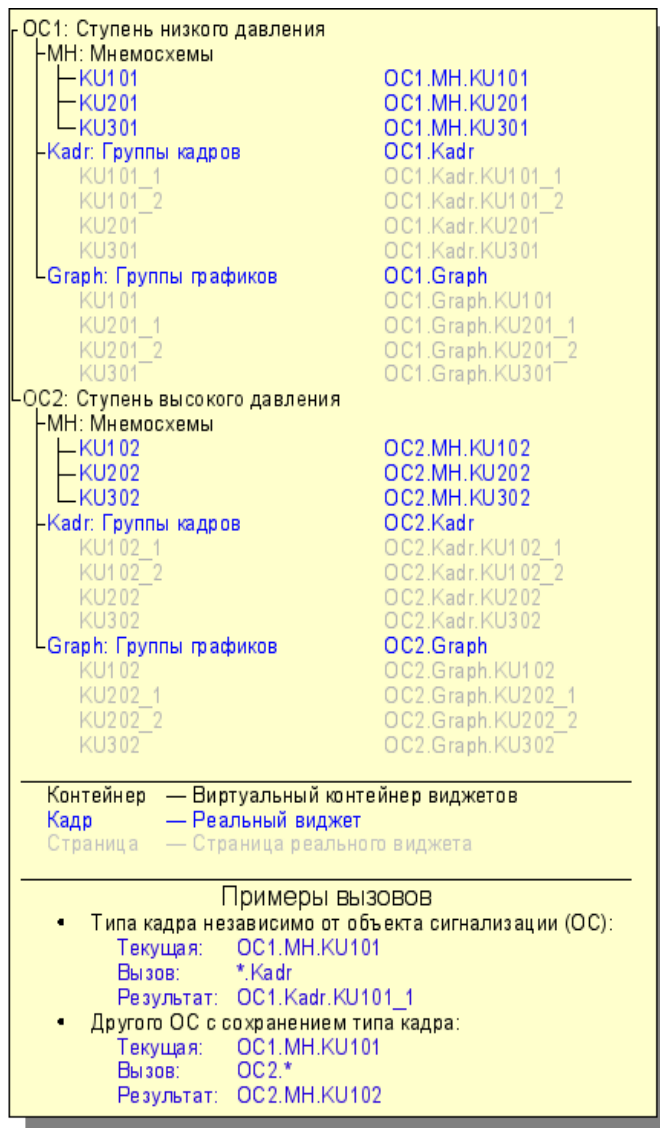 ОС1: Ступень низкого давления
МН: Мнемосхемы
KU101 ОС1.МН.KU101
KU201 ОС1.МН.KU201
KU301 ОС1.МН.KU301
Kadr: Группы кадров ОС1.Kadr
KU101_1 ОС1.Kadr.KU101_1
KU101_2 ОС1.Kadr.KU101_2
KU201 ОС1.Kadr.KU201
KU301 ОС1.Kadr.KU301
Graph: Группы графиков ОС1.Graph
KU101 ОС1.Graph.KU101
KU201_1 ОС1.Graph.KU201_1
KU201_2 ОС1.Graph.KU201_2
KU301 ОС1.Graph.KU301
ОС2: Ступень высокого давления
МН: Мнемосхемы
KU102 ОС2.МН.KU102
KU202 ОС2.МН.KU202
KU302 ОС2.МН.KU302
Kadr: Группы кадров ОС2.Kadr
KU102_1 ОС2.Kadr.KU102_1
KU102_2 ОС2.Kadr.KU102_2
KU202 ОС2.Kadr.KU202
KU302 ОС2.Kadr.KU302
Graph: Группы графиков ОС2.Graph
KU102 ОС2.Graph.KU102
KU202_1 ОС2.Graph.KU202_1
KU202_2 ОС2.Graph.KU202_2
KU302 ОС2.Graph.KU302
Контейнер — Виртуальный контейнер виджетов
Кадр — Реальный виджет
Страница — Страница реального виджета
Примеры вызовов
• Типа кадра независимо от объекта сигнализации (ОС):
Текущая: ОС1.МН.KU101
Вызов: *.Kadr
Результат: ОС1.Kadr.KU101_1
• Другого ОС с сохранением типа кадра:
Текущая: ОС1.МН.KU101
Вызов: ОС2.*
Результат: ОС2.МН.KU102